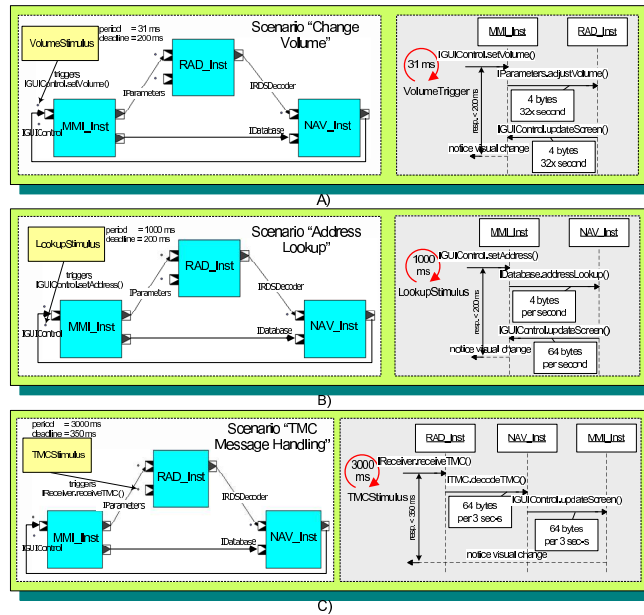 period = 31 ms
deadline = 200 ms
VolumeStimulus
Scenario "Change
Volume"
RAD_Inst
triggers
IGUIControl.setVolume()
IParameters
IRDSDecoder
MMI_Inst
NAV_Inst
IDatabase
IGUIControl
MMI_Inst
RAD_Inst
IGUIControl.setVolume()
31 ms
VolumeTrigger
IParameters.adjustVolume()
resp. < 200 ms
4 bytes
32x second
IGUIControl.updateScreen()
notice visual change
4 bytes
32x second
A)
period = 1000 ms
deadline = 200 ms
LookupStimulus
Scenario "Address
Lookup"
RAD_Inst
triggers
IGUIControl.setAddress()
IParameters
IRDSDecoder
MMI_Inst
NAV_Inst
IDatabase
IGUIControl
MMI_Inst
NAV_Inst
IGUIControl.setAddress()
1000
ms
LookupStimulus
IDatabase.addressLookup()
resp. < 200 ms
4 bytes
per second
IGUIControl.updateScreen()
notice visual change
64 bytes
per second
B)
period = 3000 ms
deadline = 350 ms
TMCStimulus
Scenario "TMC
Message Handling"
RAD_Inst
triggers
IReceiver.receiveTMC()
IParameters
IRDSDecoder
MMI_Inst
NAV_Inst
IDatabase
IGUIControl
RAD_Inst
NAV_Inst
MMI_Inst
IReceiver.receiveTMC()
3000
ms
TMCStimulus
ITMC.decodeTMC()
resp. < 350 ms
64 bytes
per 3 secs
IGUIControl.updateScreen()
64 bytes
per 3 secs
notice visual change
C)